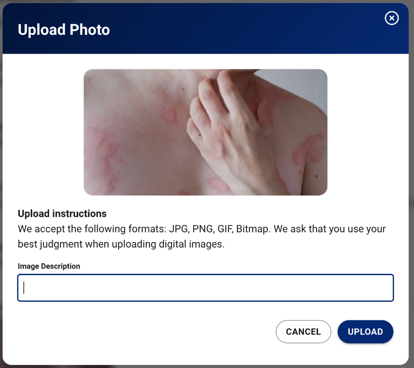 Upload Photo
Upload instructions
We accept the following formats: JPG, PNG, GIF, Bitmap. We ask that you use your
best judgment when uploading digital images.
Image Description
CANCEL UPLOAD